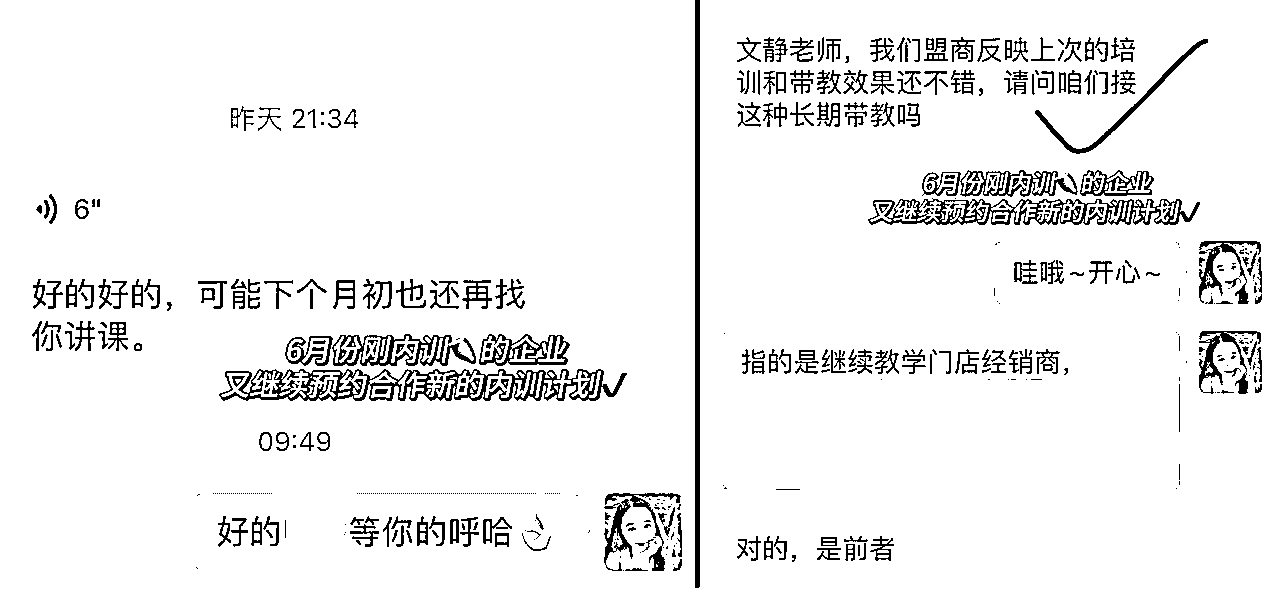 昨天 21:34
6"
好的好的，可能下个月初也还再找
你讲课。
6月份刚内训的企业
又继续预约合作新的内训计划✓
09:49
好的 等你的呼哈👌
文静老师，我们盟商反映上次的培
训和带教效果还不错，请问咱们接
这种长期带教吗
6月份刚内训的企业
又继续预约合作新的内训计划✓
哇哦～开心～
指的是继续教学门店经销商，
对的，是前者